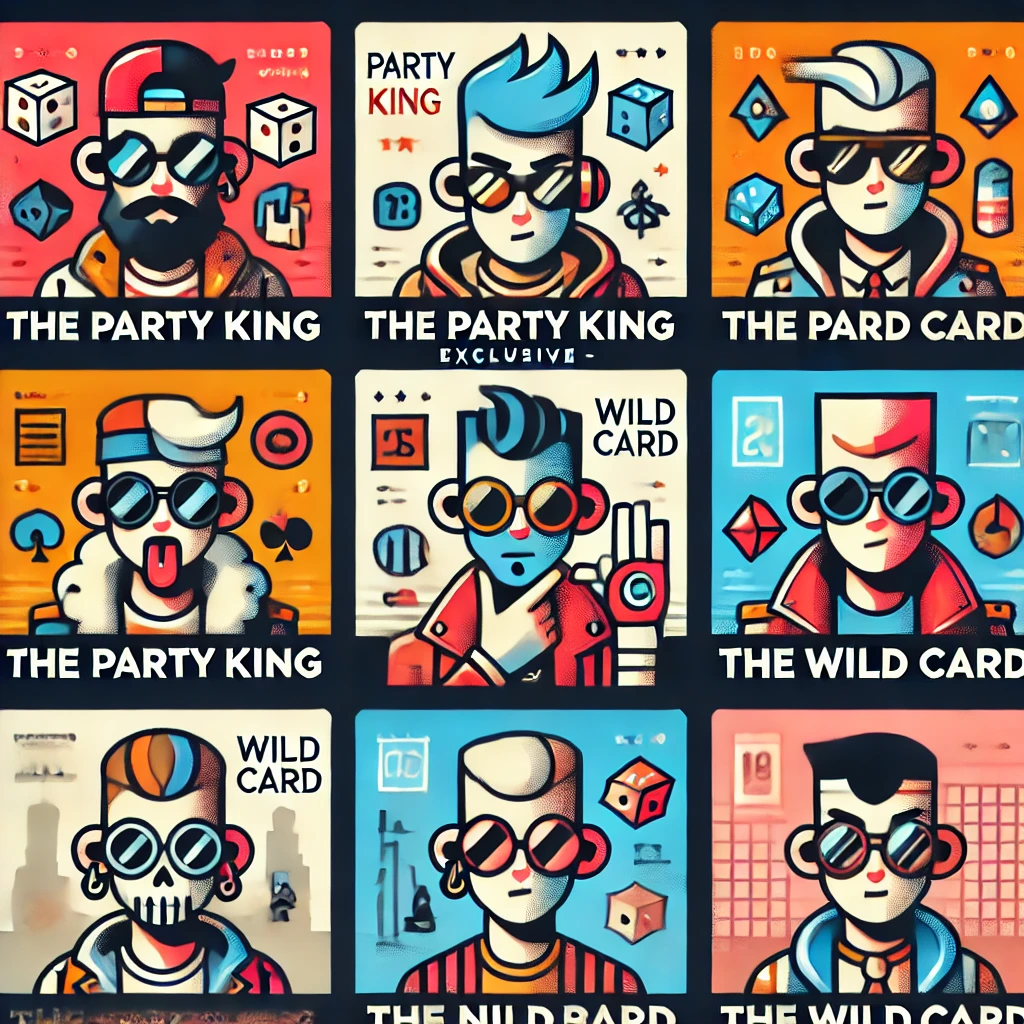 PARTY
KING
THE PARTY KING
THE PARTY KING
THE PARD CARD
EXCLUSIVE -
WILD
CARD
THE PARTY KING
THE WILD CARD
WILD
CARD
THE NILD BARD
THE WILD CARD